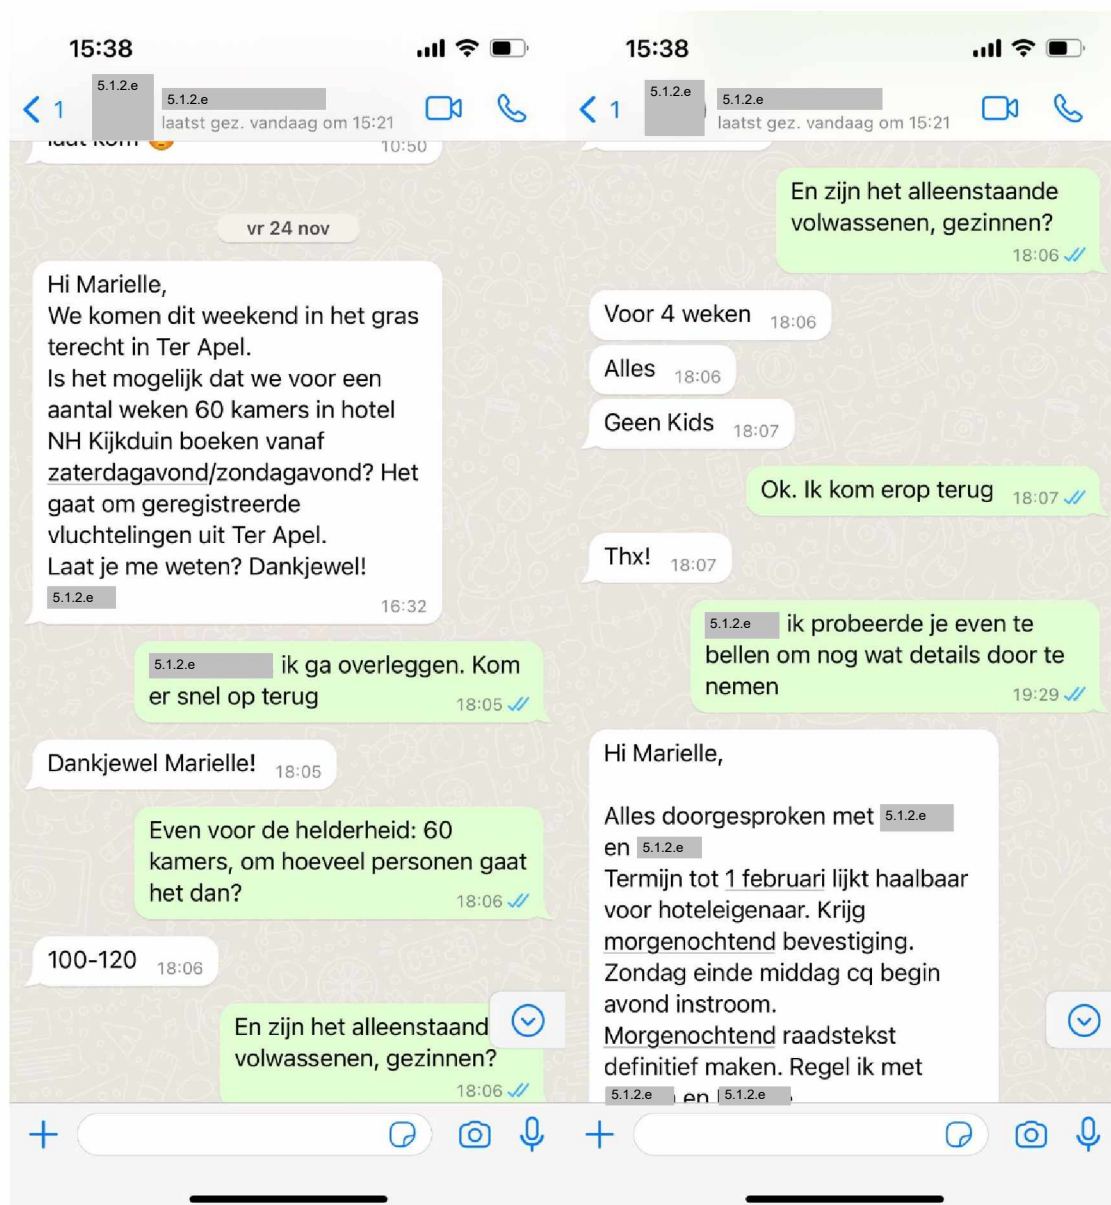 15:38
1
5.1.2.e
5.1.2.e
laatst gez. vandaag om 15:21
laat kom
10:50
vr 24 nov
Hi Marielle,
We komen dit weekend in het gras
terecht in Ter Apel.
Is het mogelijk dat we voor een
aantal weken 60 kamers in hotel
NH Kijkduin boeken vanaf
zaterdagavond/zondagavond? Het
gaat om geregistreerde
vluchtelingen uit Ter Apel.
Laat je me weten? Dankjewel!
5.1.2.e
16:32
5.1.2.e ik ga overleggen. Kom
er snel op terug 18:05
Dankjewel Marielle! 18:05
Even voor de helderheid: 60
kamers, om hoeveel personen gaat
het dan? 18:06
100-120 18:06
En zijn het alleenstaand
volwassenen, gezinnen?
18:06
15:38
1
5.1.2.e
5.1.2.e
laatst gez. vandaag om 15:21
En zijn het alleenstaande
volwassenen, gezinnen?
18:06
Voor 4 weken 18:06
Alles 18:06
Geen Kids 18:07
Ok. Ik kom erop terug 18:07
Thx! 18:07
5.1.2.e ik probeerde je even te
bellen om nog wat details door te
nemen 19:29
Hi Marielle,
Alles doorgesproken met 5.1.2.e
en 5.1.2.e
Termijn tot 1 februari lijkt haalbaar
voor hoteleigenaar. Krijg
morgenochtend bevestiging.
Zondag einde middag cq begin
avond instroom.
Morgenochtend raadstekst
definitief maken. Regel ik met
5.1.2.e en 5.1.2.e